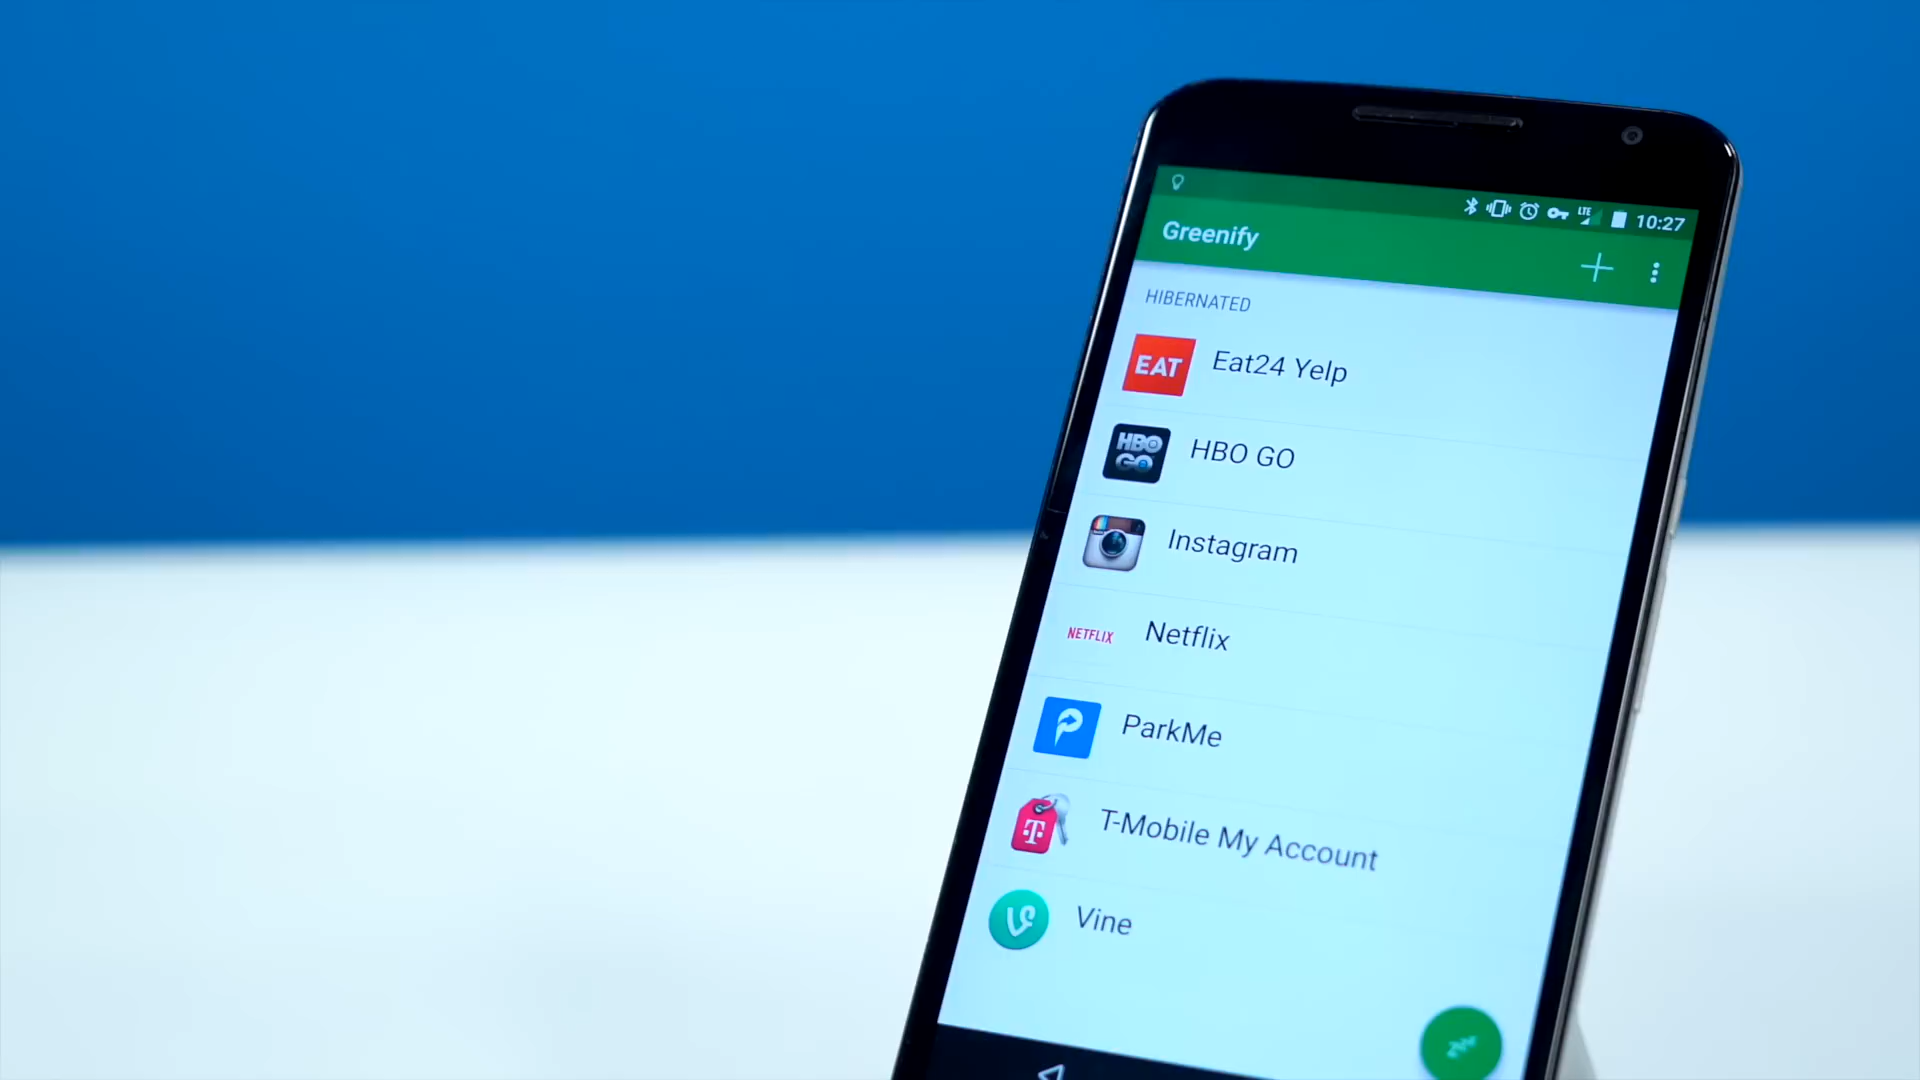 LTE 10:27
Greenify
HIBERNATED
EAT Eat24 Yelp
HBO GO HBO GO
Instagram
NETFLIX Netflix
ParkMe
T T-Mobile My Account
Vine